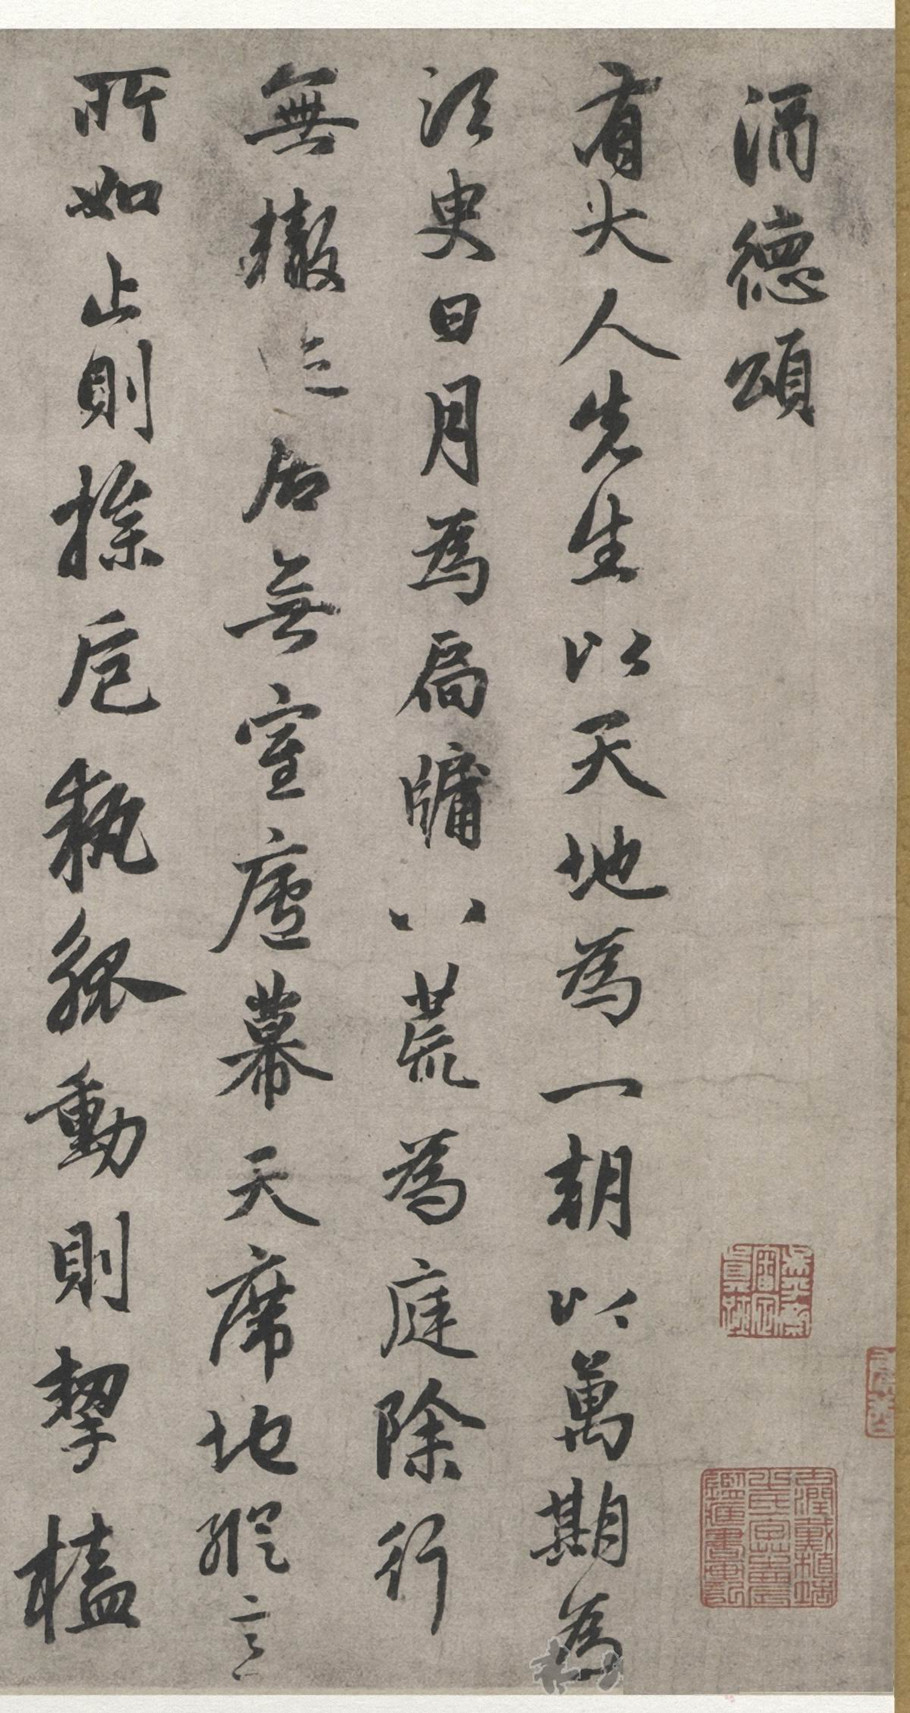 酒德頌
有大人先生以天地為一朝以萬期為
須臾日月為扃牖八荒為庭除行
無轍迹居無室廬幕天席地縱意
所如止則操卮執觚動則挈榼